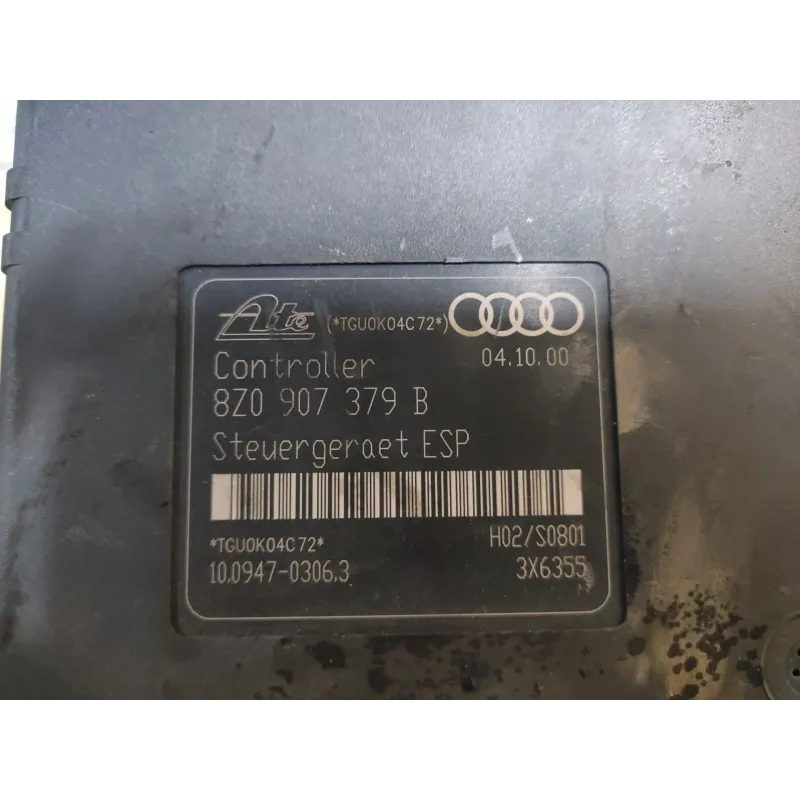 Ate (*TGU0K04C72*)
Controller 04.10.00
8Z0 907 379 B
Steuergeraet ESP
*TGU0K04C72* H02/S0801
10.0947-0306.3 3X6355